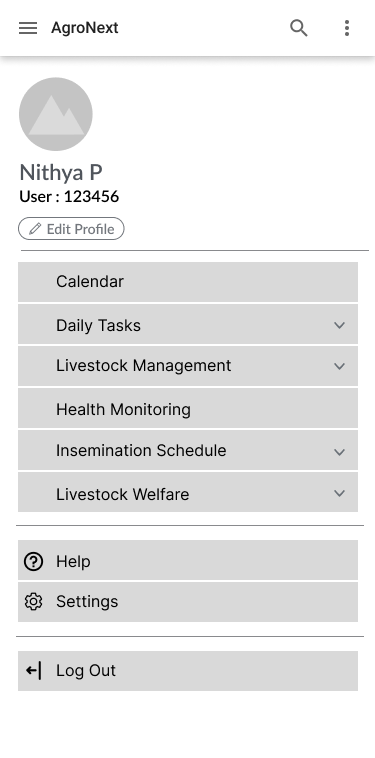 AgroNext
Nithya P
User : 123456
Edit Profile
Calendar
Daily Tasks
Livestock Management
Health Monitoring
Insemination Schedule
Livestock Welfare
Help
Settings
Log Out